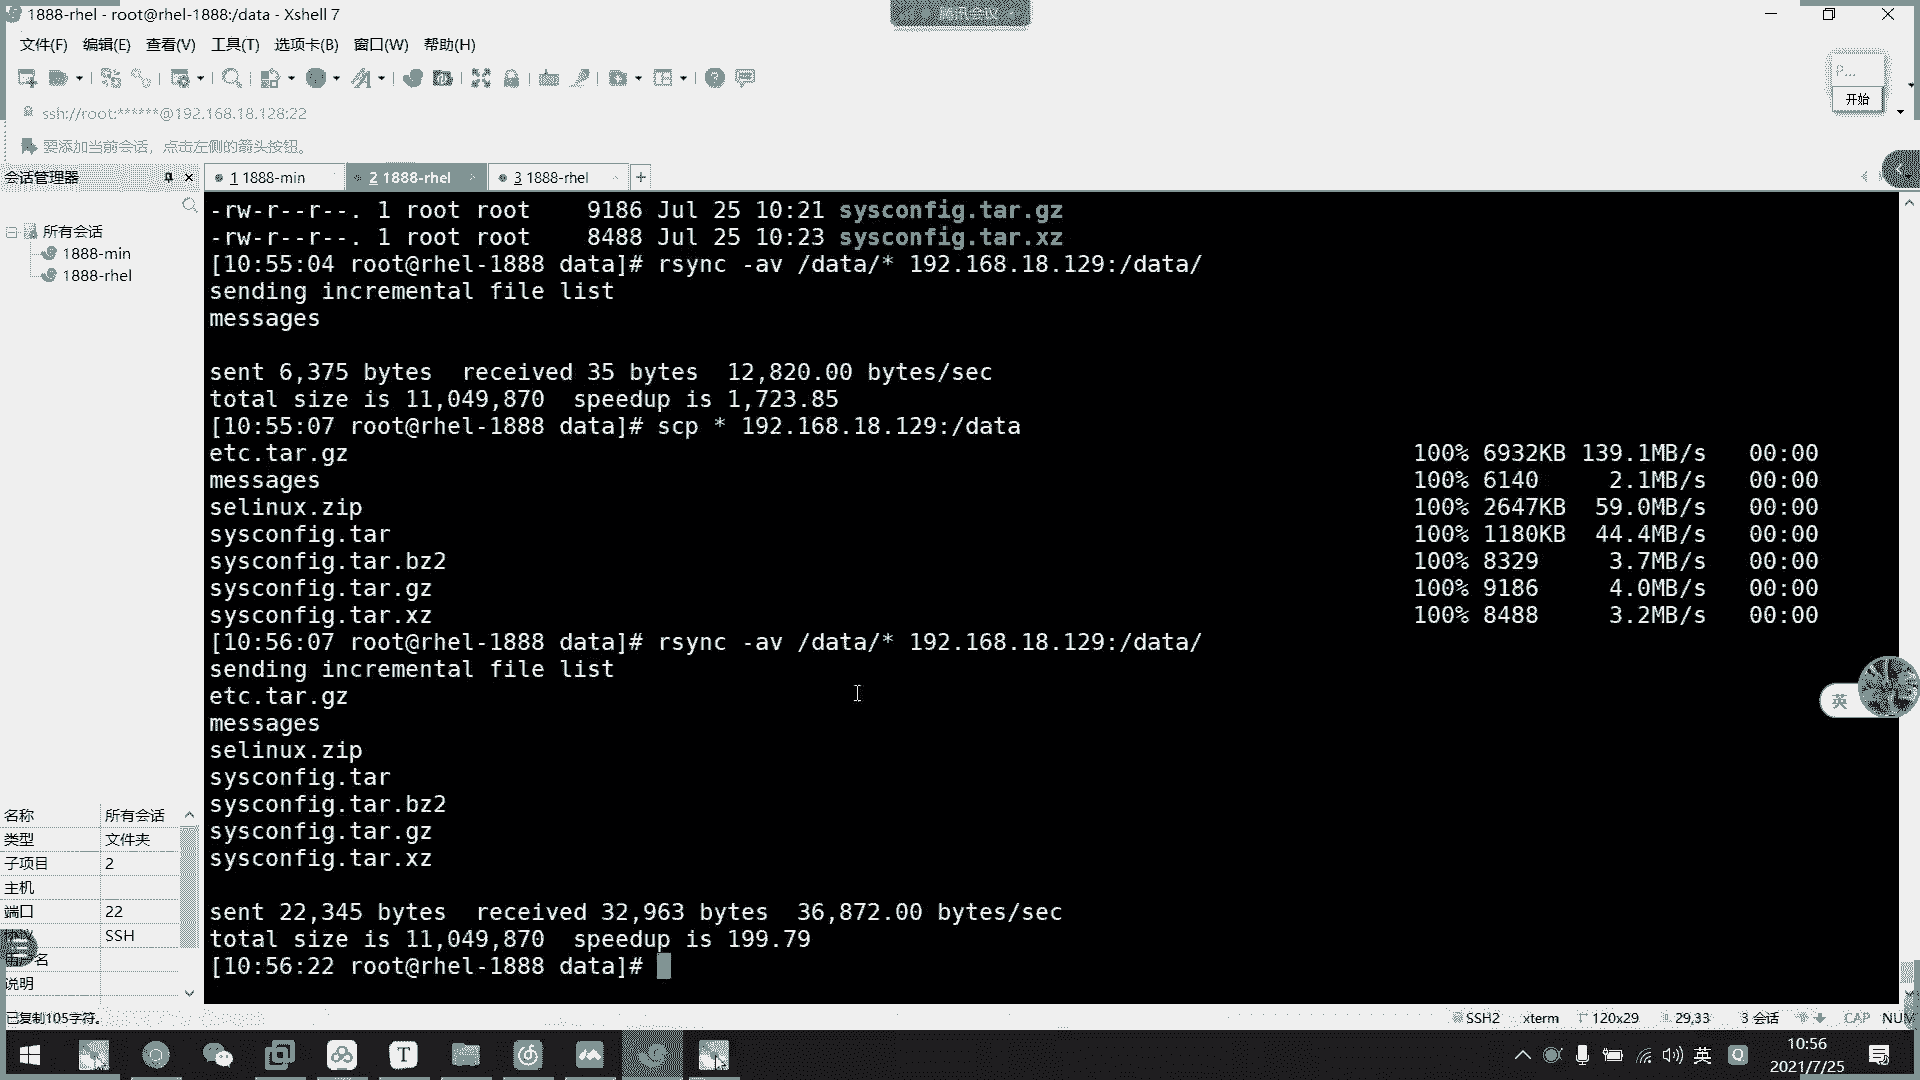 1888-rhel - root@rhel-1888:/data - Xshell 7
腾讯会议
文件(F) 编辑(E) 查看(V) 工具(T) 选项卡(B) 窗口(W) 帮助(H)
P...
开始
ssh://root:******@192.168.18.128:22
要添加当前会话，点击左侧的箭头按钮。
会话管理器
1 1888-min
2 1888-rhel
3 1888-rhel
所有会话
1888-min
1888-rhel
-rw-r--r--. 1 root root    9186 Jul 25 10:21 sysconfig.tar.gz
-rw-r--r--. 1 root root    8488 Jul 25 10:23 sysconfig.tar.xz
[10:55:04 root@rhel-1888 data]# rsync -av /data/* 192.168.18.129:/data/
sending incremental file list
messages
sent 6,375 bytes  received 35 bytes  12,820.00 bytes/sec
total size is 11,049,870  speedup is 1,723.85
[10:55:07 root@rhel-1888 data]# scp * 192.168.18.129:/data
etc.tar.gz 100% 6932KB 139.1MB/s 00:00
messages 100% 6140 2.1MB/s 00:00
selinux.zip 100% 2647KB 59.0MB/s 00:00
sysconfig.tar 100% 1180KB 44.4MB/s 00:00
sysconfig.tar.bz2 100% 8329 3.7MB/s 00:00
sysconfig.tar.gz 100% 9186 4.0MB/s 00:00
sysconfig.tar.xz 100% 8488 3.2MB/s 00:00
[10:56:07 root@rhel-1888 data]# rsync -av /data/* 192.168.18.129:/data/
sending incremental file list
etc.tar.gz
messages
selinux.zip
sysconfig.tar
sysconfig.tar.bz2
sysconfig.tar.gz
sysconfig.tar.xz
sent 22,345 bytes  received 32,963 bytes  36,872.00 bytes/sec
total size is 11,049,870  speedup is 199.79
[10:56:22 root@rhel-1888 data]#
英
名称 所有会话
类型 文件夹
子项目 2
主机
端口 22
SSH
说明
已复制105字符。
SSH2 xterm 120x29 29,33 3 会话 CAP NUM
英
10:56
2021/7/25